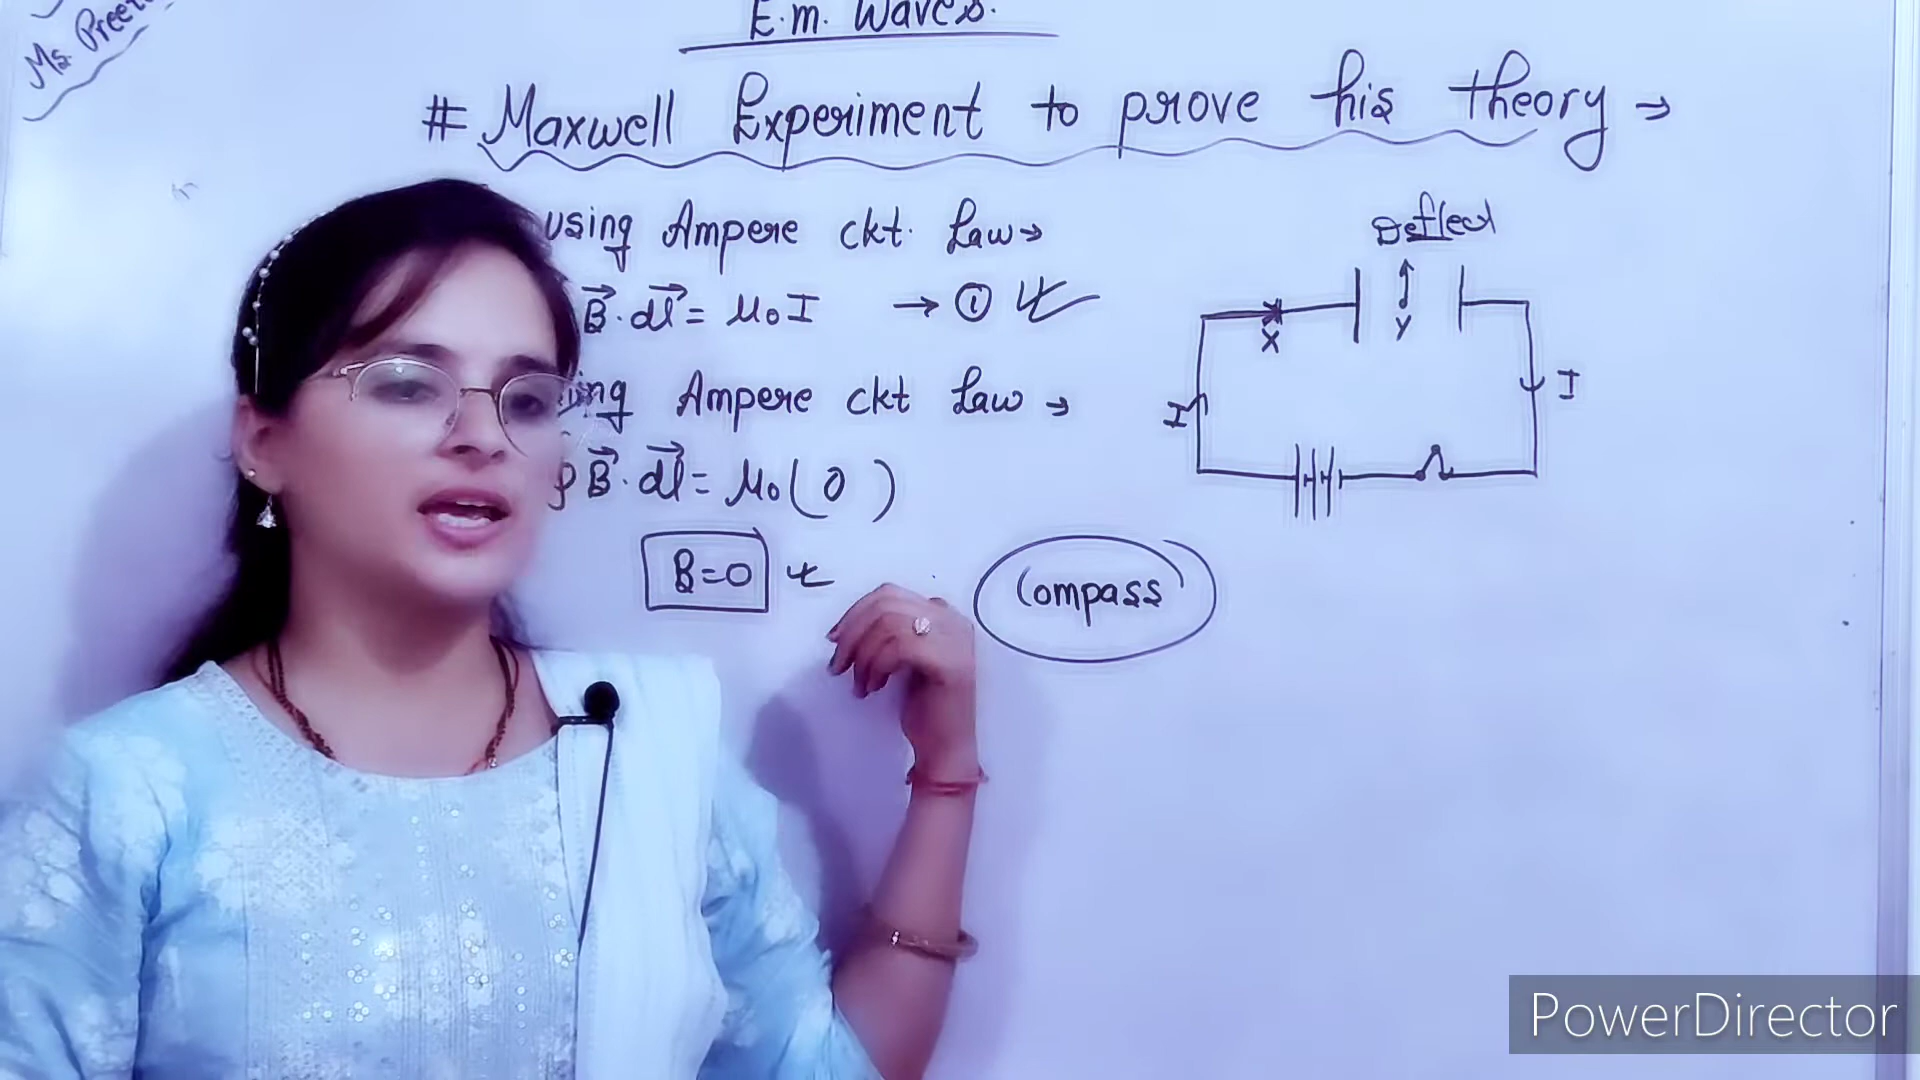 Ms. Preeti
E.m. Waves.
# Maxwell Experiment to prove his theory →
using Ampere ckt. Law→
B⃗·dl⃗ = μ₀I → ① 
Deflect
X
Y
I
I
Ampere ckt Law →
∮B⃗·dl⃗ = μ₀(0 )
B=0
Compass
PowerDirector